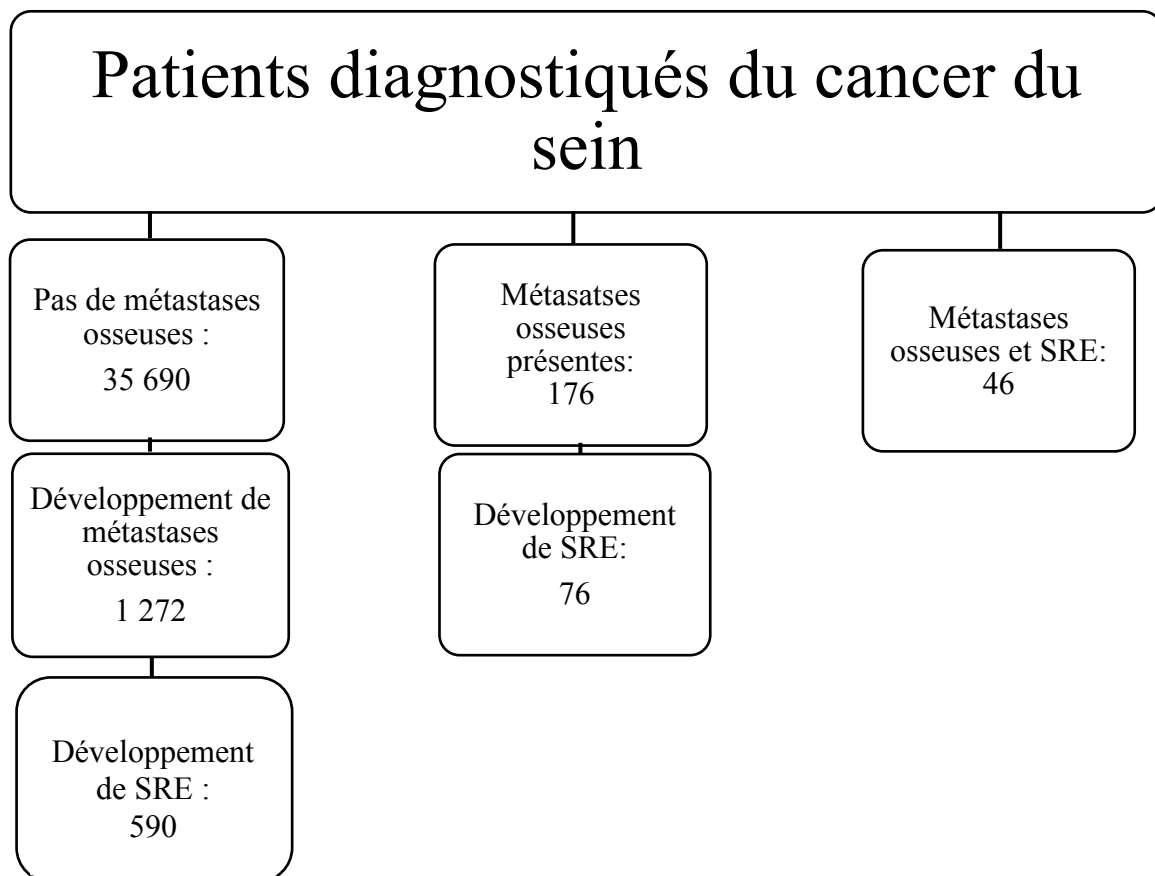 Patients diagnostiqués du cancer du
sein
Pas de métastases
osseuses :
35 690
Développement de
métastases
osseuses :
1 272
Développement
de SRE :
590
Métasatses
osseuses
présentes:
176
Développement
de SRE:
76
Métastases
osseuses et SRE:
46